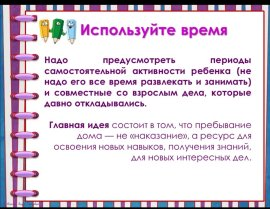 Используйте время
Надо предусмотреть периоды
самостоятельной активности ребенка (не
надо его все время развлекать и занимать)
и совместные со взрослым дела, которые
давно откладывались.
Главная идея состоит в том, что пребывание
дома — не «наказание», а ресурс для
освоения новых навыков, получения знаний,
для новых интересных дел.